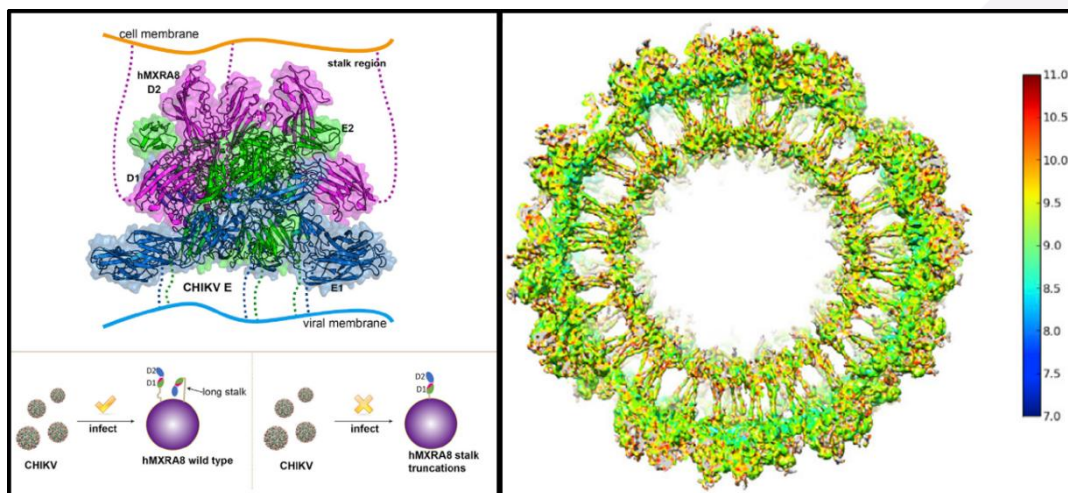 cell membrane
stalk region
hMXRA8
D2
E2
D1
CHIKV E
E1
viral membrane
D2
D1
long stalk
infect
CHIKV
hMXRA8 wild type
D2
D1
infect
CHIKV
hMXRA8 stalk
truncations
11.0
10.5
10.0
9.5
9.0
8.5
8.0
7.5
7.0